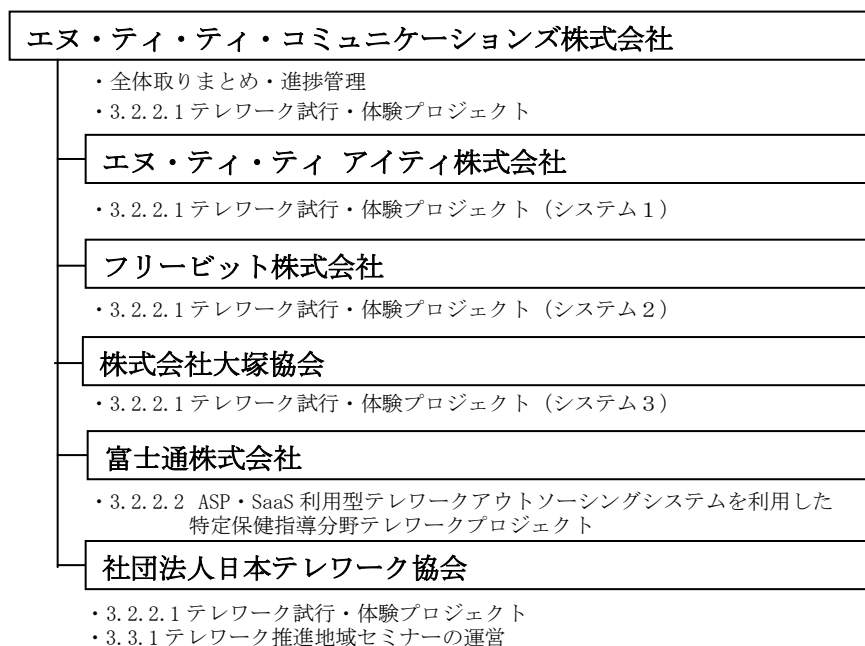 エヌ・ティ・ティ・コミュニケーションズ株式会社
・全体取りまとめ・進捗管理
・3.2.2.1 テレワーク試行・体験プロジェクト
エヌ・ティ・ティ アイティ株式会社
・3.2.2.1 テレワーク試行・体験プロジェクト（システム１）
フリービット株式会社
・3.2.2.1 テレワーク試行・体験プロジェクト（システム２）
株式会社大塚協会
・3.2.2.1 テレワーク試行・体験プロジェクト（システム３）
富士通株式会社
・3.2.2.2 ASP・SaaS 利用型テレワークアウトソーシングシステムを利用した
特定保健指導分野テレワークプロジェクト
社団法人日本テレワーク協会
・3.2.2.1 テレワーク試行・体験プロジェクト
・3.3.1 テレワーク推進地域セミナーの運営